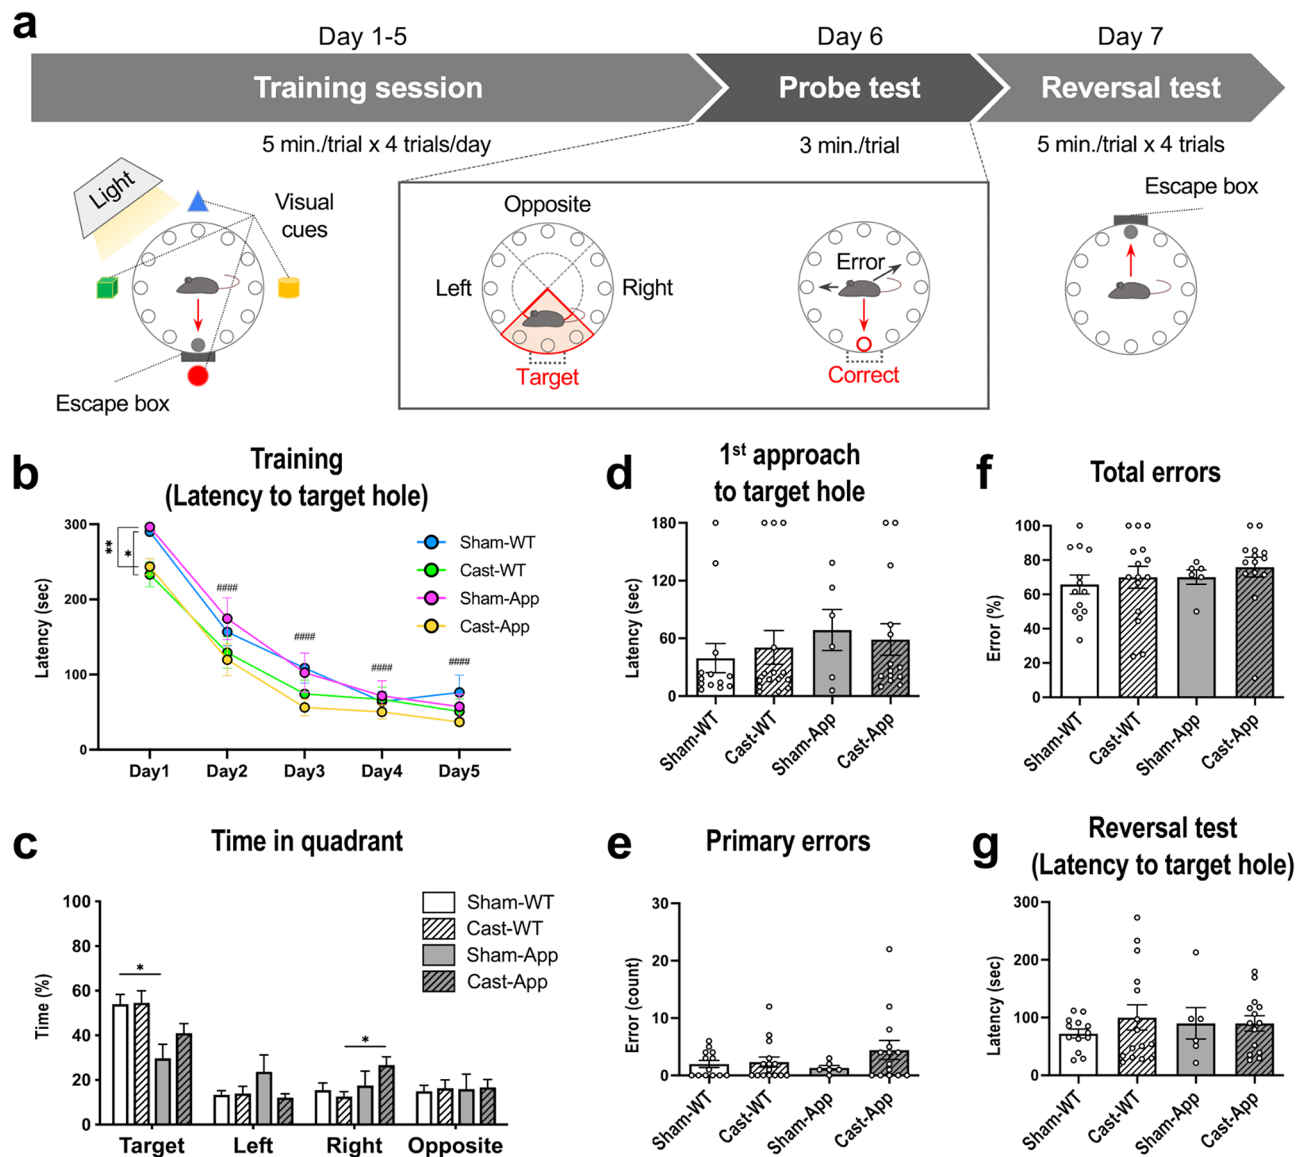 a
Day 1-5
Day 6
Day 7
Training session
Probe test
Reversal test
5 min./trial x 4 trials/day
3 min./trial
5 min./trial x 4 trials
Light
Visual
cues
Escape box
Opposite
Left
Right
Target
Error
Correct
Escape box
b
Training
(Latency to target hole)
Latency (sec)
300
200
100
0
**
*
####
####
####
####
Sham-WT
Cast-WT
Sham-App
Cast-App
Day1
Day2
Day3
Day4
Day5
d
1st approach
to target hole
Latency (sec)
180
120
60
0
Sham-WT
Cast-WT
Sham-App
Cast-App
f
Total errors
Error (%)
100
80
60
40
20
0
Sham-WT
Cast-WT
Sham-App
Cast-App
c
Time in quadrant
Time (%)
100
80
60
40
20
0
*
*
Sham-WT
Cast-WT
Sham-App
Cast-App
Target
Left
Right
Opposite
e
Primary errors
Error (count)
30
20
10
0
Sham-WT
Cast-WT
Sham-App
Cast-App
g
Reversal test
(Latency to target hole)
Latency (sec)
300
200
100
0
Sham-WT
Cast-WT
Sham-App
Cast-App